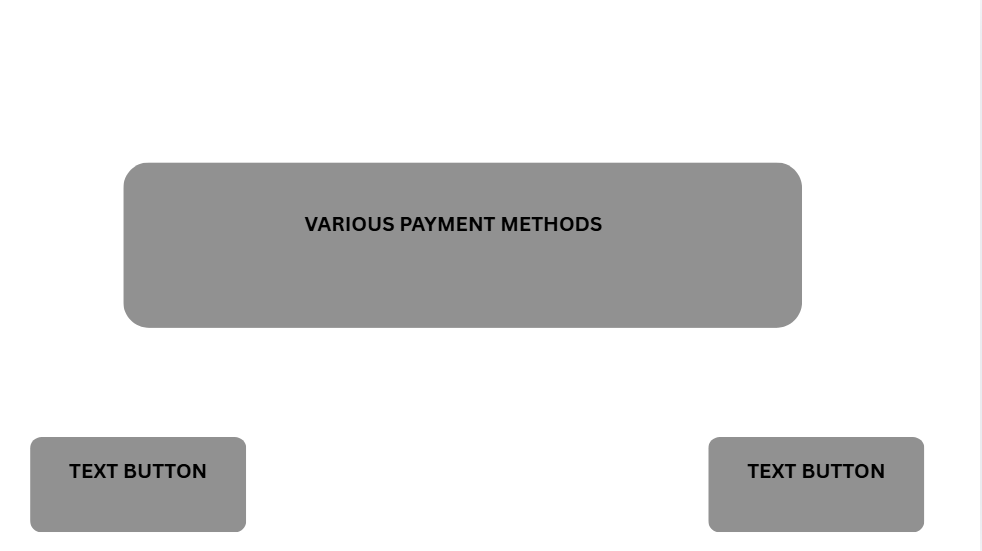 VARIOUS PAYMENT METHODS
TEXT BUTTON
TEXT BUTTON